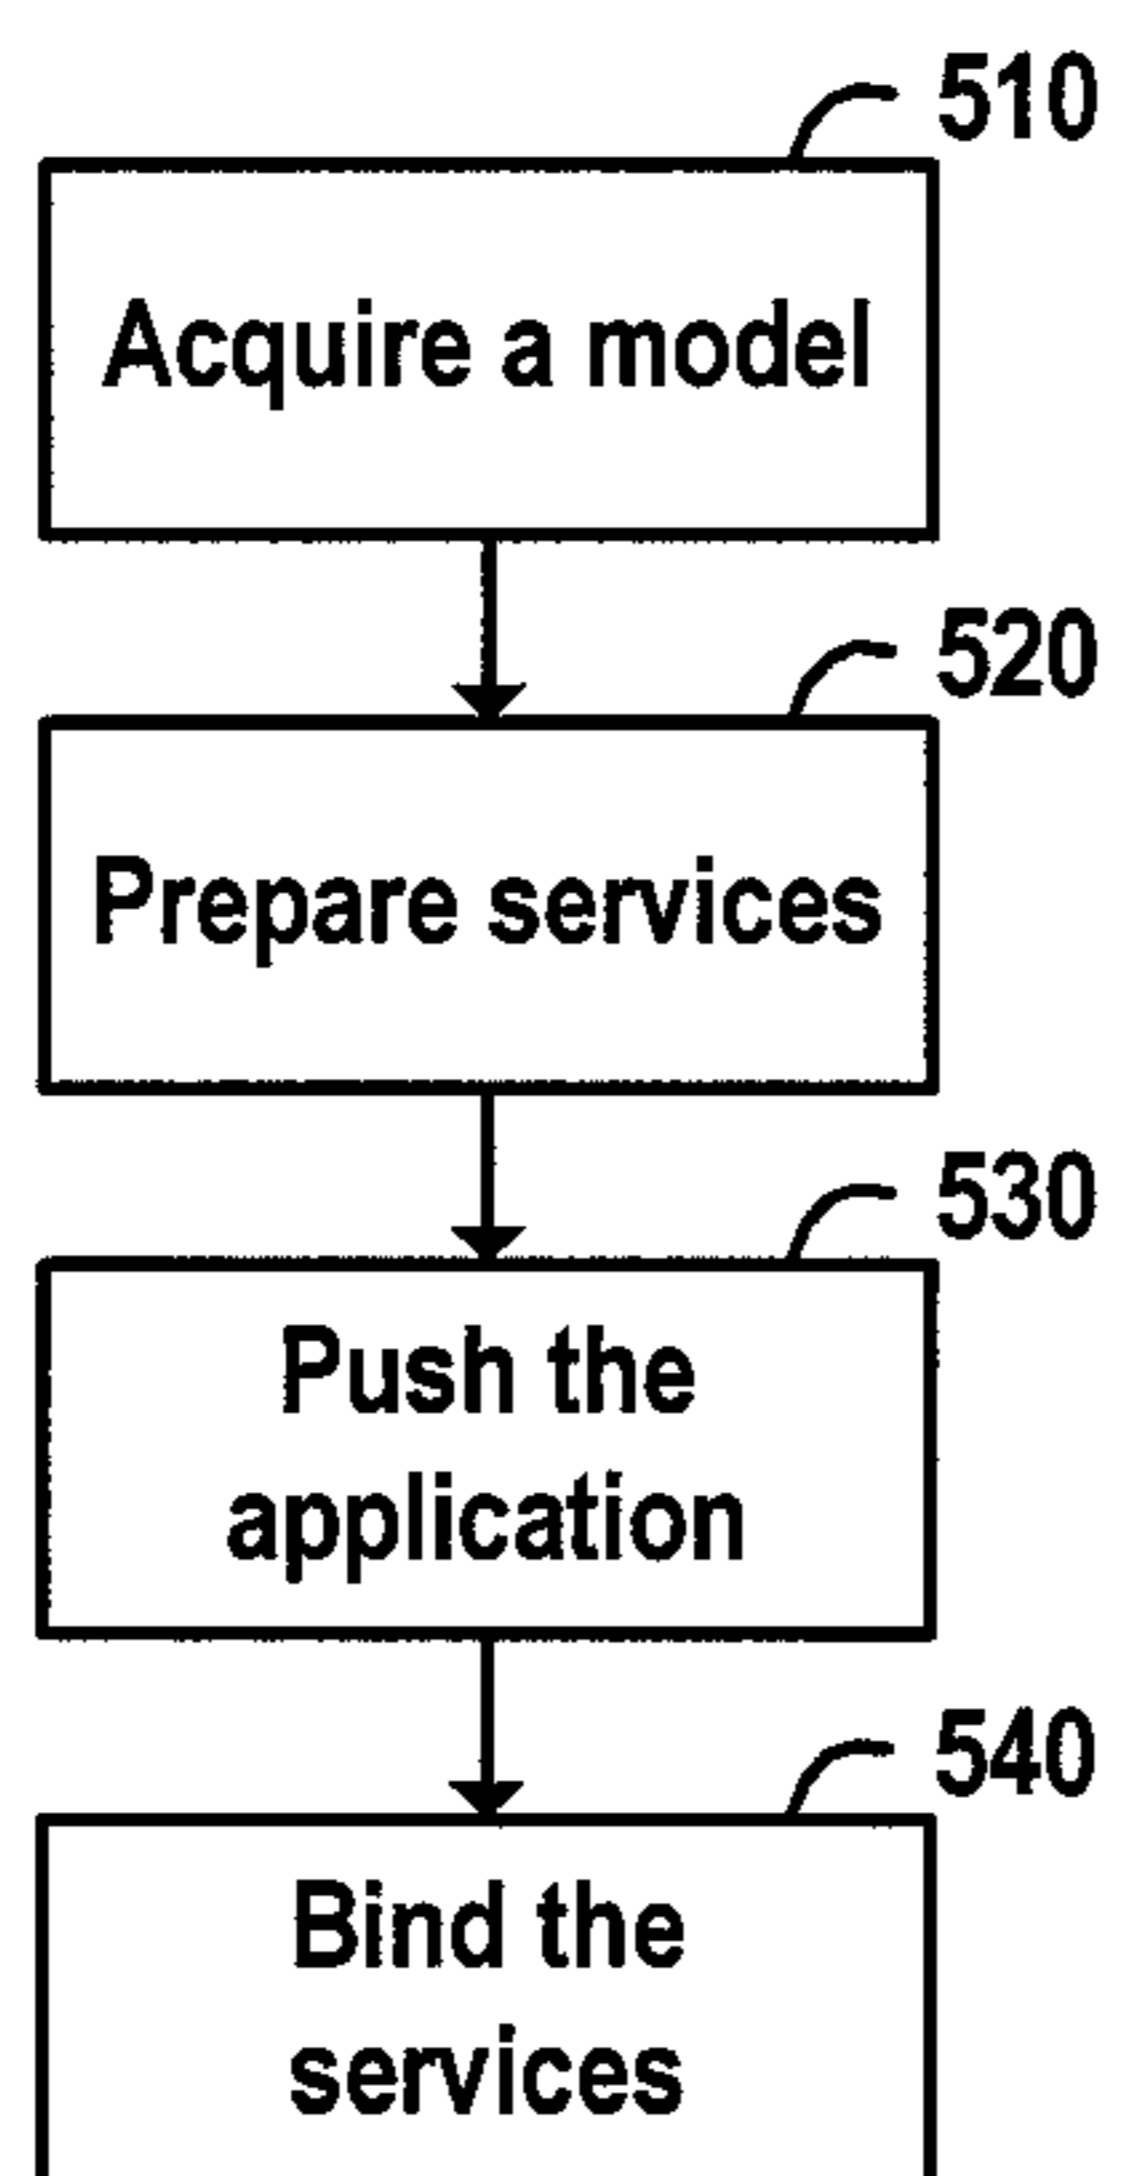 510
Acquire a model
520
Prepare services
530
Push the
application
540
Bind the
services